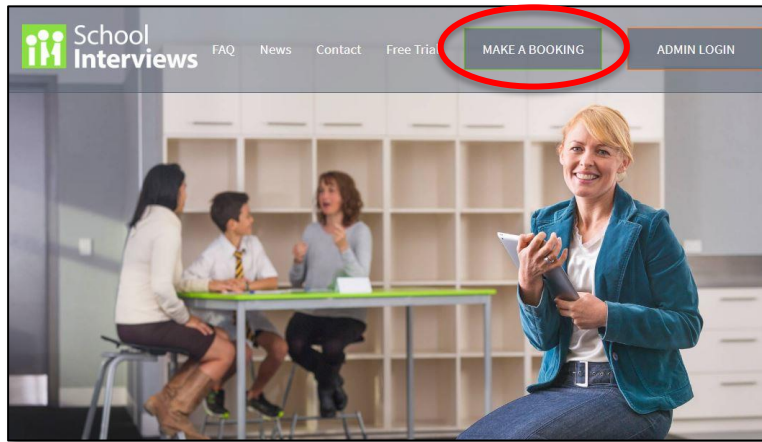 School
Interviews
FAQ News Contact Free Trial MAKE A BOOKING ADMIN LOGIN